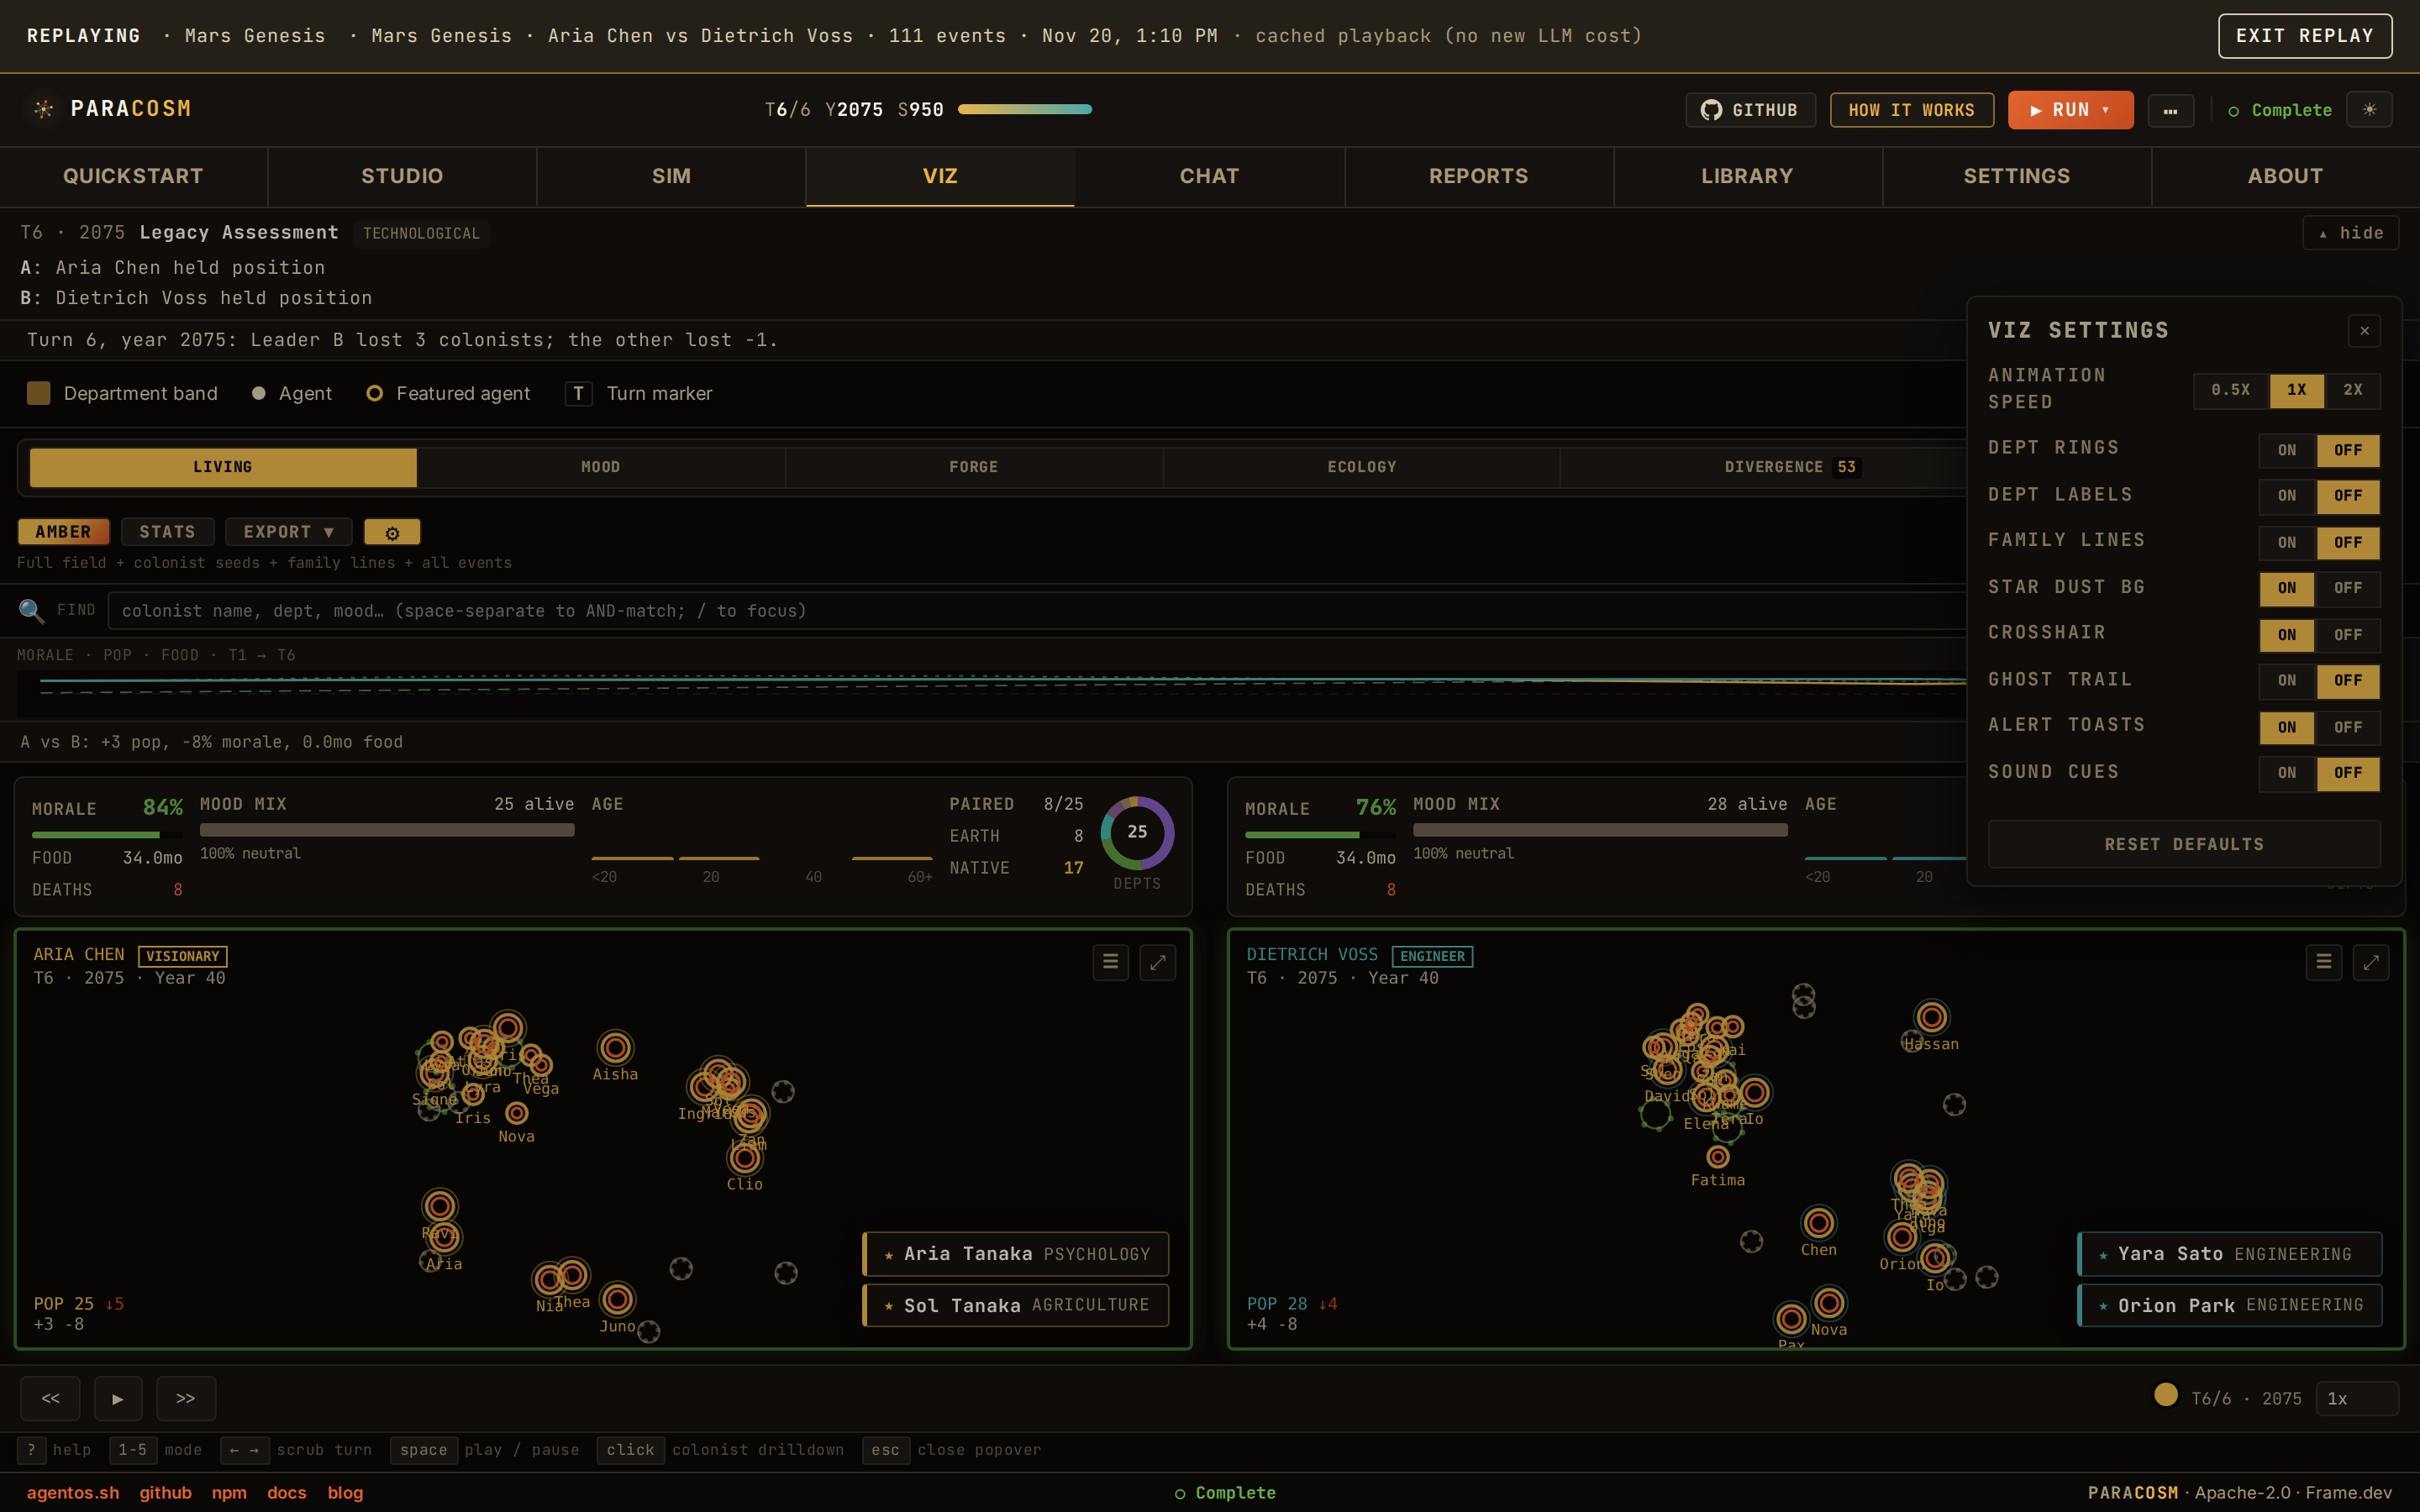 REPLAYING · Mars Genesis · Mars Genesis · Aria Chen vs Dietrich Voss · 111 events · Nov 20, 1:10 PM · cached playback (no new LLM cost)
EXIT REPLAY
PARACOSM
T6/6 Y2075 S950
GITHUB
HOW IT WORKS
▶ RUN ▾
…
○ Complete
QUICKSTART
STUDIO
SIM
VIZ
CHAT
REPORTS
LIBRARY
SETTINGS
ABOUT
T6 · 2075 Legacy Assessment TECHNOLOGICAL
▴ hide
A: Aria Chen held position
B: Dietrich Voss held position
Turn 6, year 2075: Leader B lost 3 colonists; the other lost -1.
Department band
Agent
Featured agent
T Turn marker
LIVING
MOOD
FORGE
ECOLOGY
DIVERGENCE 53
AMBER
STATS
EXPORT ▼
Full field + colonist seeds + family lines + all events
FIND
colonist name, dept, mood… (space-separate to AND-match; / to focus)
MORALE · POP · FOOD · T1 → T6
A vs B: +3 pop, -8% morale, 0.0mo food
VIZ SETTINGS
×
ANIMATION
SPEED
0.5X 1X 2X
DEPT RINGS ON OFF
DEPT LABELS ON OFF
FAMILY LINES ON OFF
STAR DUST BG ON OFF
CROSSHAIR ON OFF
GHOST TRAIL ON OFF
ALERT TOASTS ON OFF
SOUND CUES ON OFF
RESET DEFAULTS
MORALE 84%
FOOD 34.0mo
DEATHS 8
MOOD MIX 25 alive
100% neutral
AGE
<20 20 40 60+
PAIRED 8/25
EARTH 8
NATIVE 17
25
DEPTS
MORALE 76%
FOOD 34.0mo
DEATHS 8
MOOD MIX 28 alive
100% neutral
AGE
<20 20
ARIA CHEN VISIONARY
T6 · 2075 · Year 40
Aisha
Thea
Vega
Lyra
Signe
Iris
Nova
Clio
Ravi
Aria
Nia
Thea
Juno
★ Aria Tanaka PSYCHOLOGY
★ Sol Tanaka AGRICULTURE
POP 25 ↓5
+3 -8
DIETRICH VOSS ENGINEER
T6 · 2075 · Year 40
Hassan
David
Kwame
Elena
Io
Fatima
Chen
Orion
Io
Nova
Pax
★ Yara Sato ENGINEERING
★ Orion Park ENGINEERING
POP 28 ↓4
+4 -8
<<
▶
>>
T6/6 · 2075
1x
? help 1-5 mode ← → scrub turn space play / pause click colonist drilldown esc close popover
agentos.sh github npm docs blog
○ Complete
PARACOSM · Apache-2.0 · Frame.dev